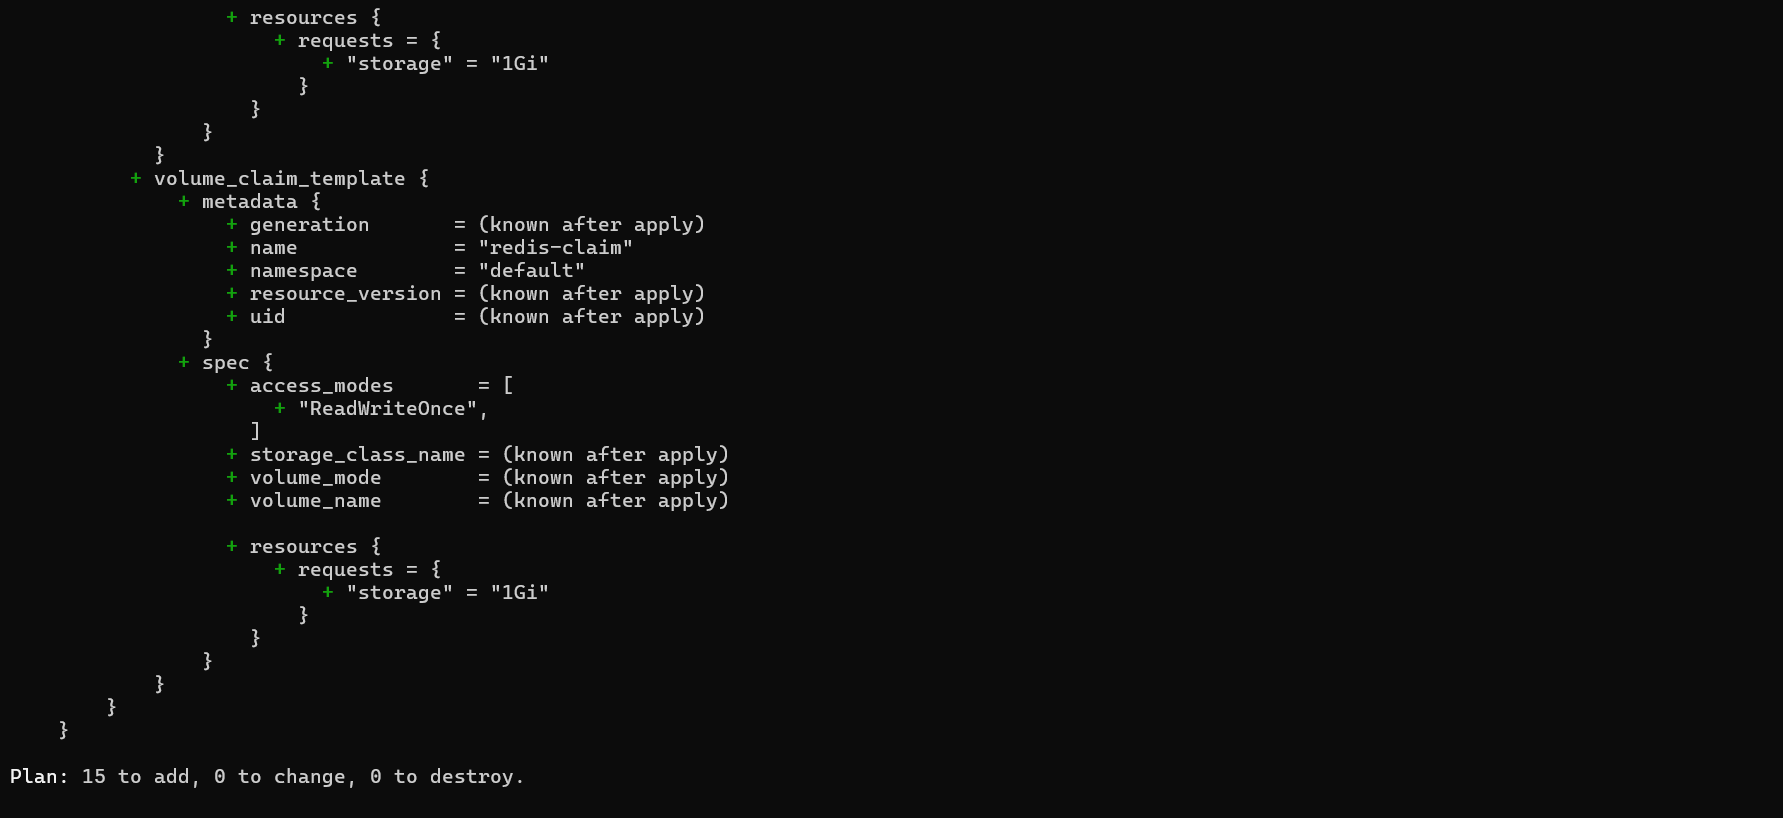 + resources {
+ requests = {
+ "storage" = "1Gi"
}
}
}
}
+ volume_claim_template {
+ metadata {
+ generation       = (known after apply)
+ name             = "redis-claim"
+ namespace        = "default"
+ resource_version = (known after apply)
+ uid              = (known after apply)
}
+ spec {
+ access_modes       = [
+ "ReadWriteOnce",
]
+ storage_class_name = (known after apply)
+ volume_mode        = (known after apply)
+ volume_name        = (known after apply)
+ resources {
+ requests = {
+ "storage" = "1Gi"
}
}
}
}
}
}
Plan: 15 to add, 0 to change, 0 to destroy.